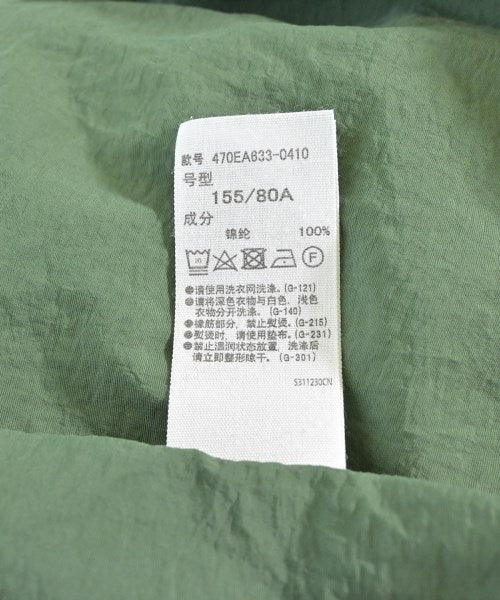 款号 470EA633-0410
号型
155/80A
成分
锦纶 100%
●请使用洗衣网洗涤。(G-121)
●请将深色衣物与白色，浅色
衣物分开洗涤。(G-140)
●橡筋部分，禁止熨烫。(G-215)
●熨烫时，请使用垫布。(G-231)
●禁止湿润状态放置，洗涤后
请立即整形晾干。(G-301)
S311230CN